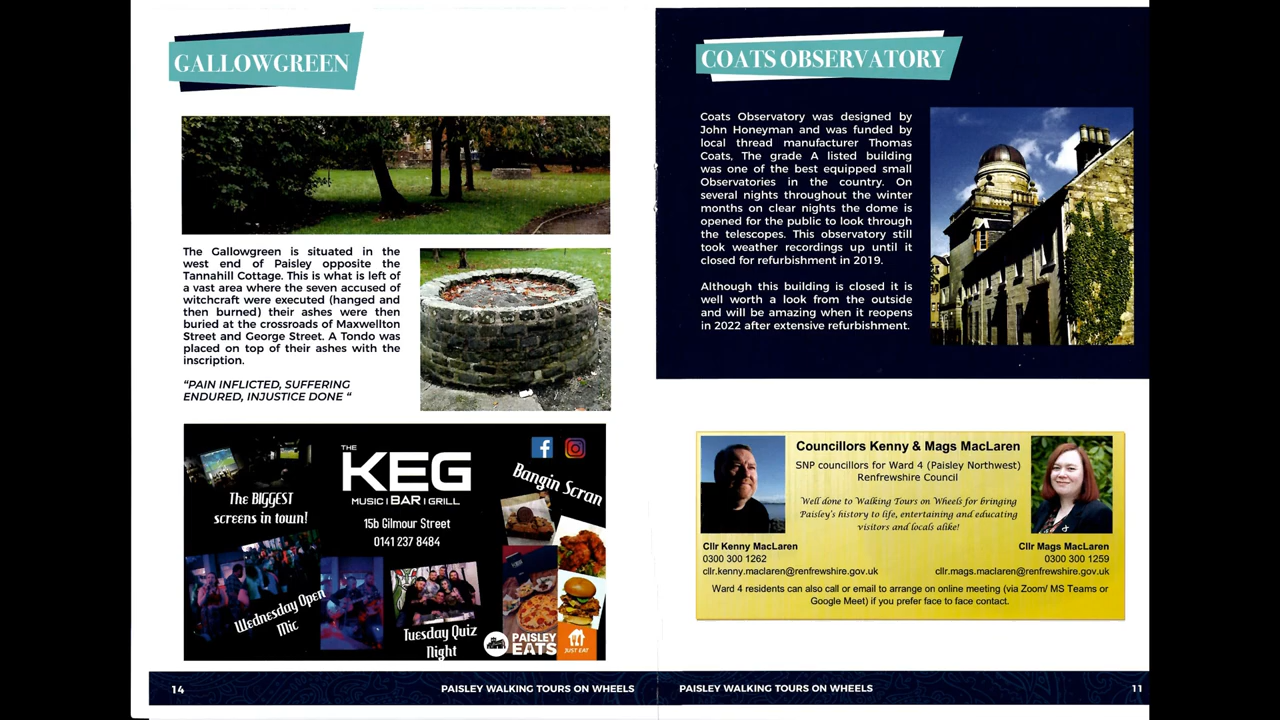 GALLOWGREEN
The Gallowgreen is situated in the
west end of Paisley opposite the
Tannahill Cottage. This is what is left of
a vast area where the seven accused of
witchcraft were executed (hanged and
then burned) their ashes were then
buried at the crossroads of Maxwellton
Street and George Street. A Tondo was
placed on top of their ashes with the
inscription.
“PAIN INFLICTED, SUFFERING
ENDURED, INJUSTICE DONE “
The BIGGEST
screens in town!
THE
KEG
MUSIC | BAR | GRILL
15b Gilmour Street
0141 237 8484
Bangin Scran
Wednesday Open
Mic
Tuesday Quiz
Night
PAISLEY
EATS
JUST EAT
14
PAISLEY WALKING TOURS ON WHEELS
COATS OBSERVATORY
Coats Observatory was designed by
John Honeyman and was funded by
local thread manufacturer Thomas
Coats, The grade A listed building
was one of the best equipped small
Observatories in the country. On
several nights throughout the winter
months on clear nights the dome is
opened for the public to look through
the telescopes. This observatory still
took weather recordings up until it
closed for refurbishment in 2019.
Although this building is closed it is
well worth a look from the outside
and will be amazing when it reopens
in 2022 after extensive refurbishment.
Councillors Kenny & Mags MacLaren
SNP councillors for Ward 4 (Paisley Northwest)
Renfrewshire Council
Well done to Walking Tours on Wheels for bringing
Paisley's history to life, entertaining and educating
visitors and locals alike!
Cllr Kenny MacLaren
0300 300 1262
cllr.kenny.maclaren@renfrewshire.gov.uk
Cllr Mags MacLaren
0300 300 1259
cllr.mags.maclaren@renfrewshire.gov.uk
Ward 4 residents can also call or email to arrange on online meeting (via Zoom/ MS Teams or
Google Meet) if you prefer face to face contact.
PAISLEY WALKING TOURS ON WHEELS
11